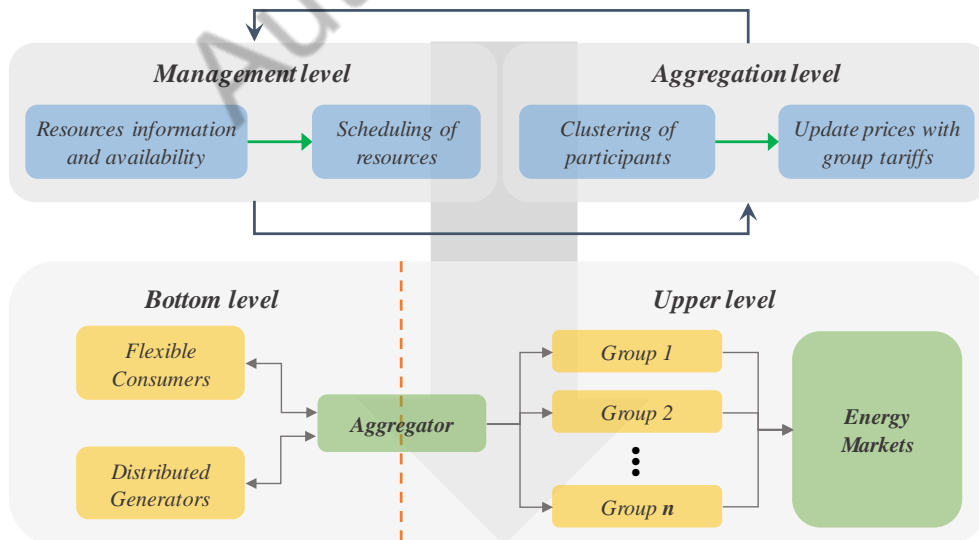 Aut
Management level
Aggregation level
Resources information
and availability
Scheduling of
resources
Clustering of
participants
Update prices with
group tariffs
Bottom level
Upper level
Flexible
Consumers
Distributed
Generators
Aggregator
Group 1
Group 2
Group n
Energy
Markets